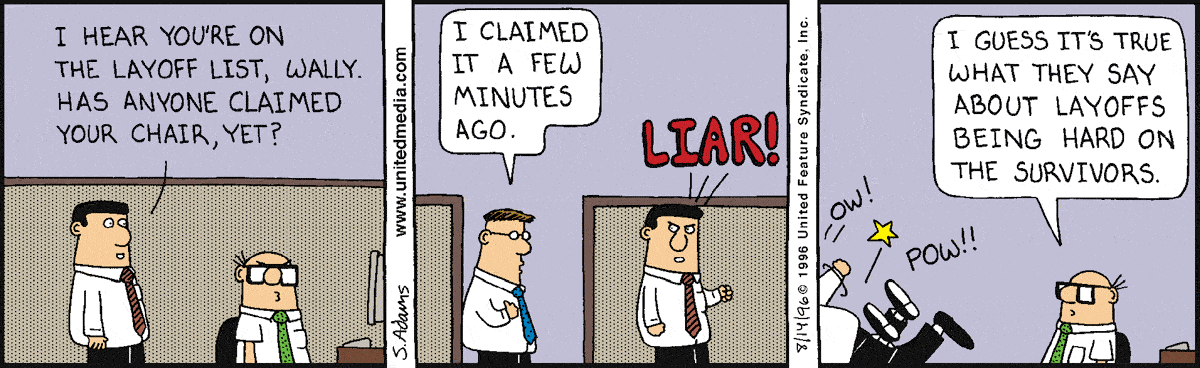 I HEAR YOU'RE ON
THE LAYOFF LIST, WALLY.
HAS ANYONE CLAIMED
YOUR CHAIR, YET?
S. Adams
www.unitedmedia.com
I CLAIMED
IT A FEW
MINUTES
AGO.
LIAR!
8/14/96 © 1996 United Feature Syndicate, Inc.
OW!
POW!!
I GUESS IT'S TRUE
WHAT THEY SAY
ABOUT LAYOFFS
BEING HARD ON
THE SURVIVORS.